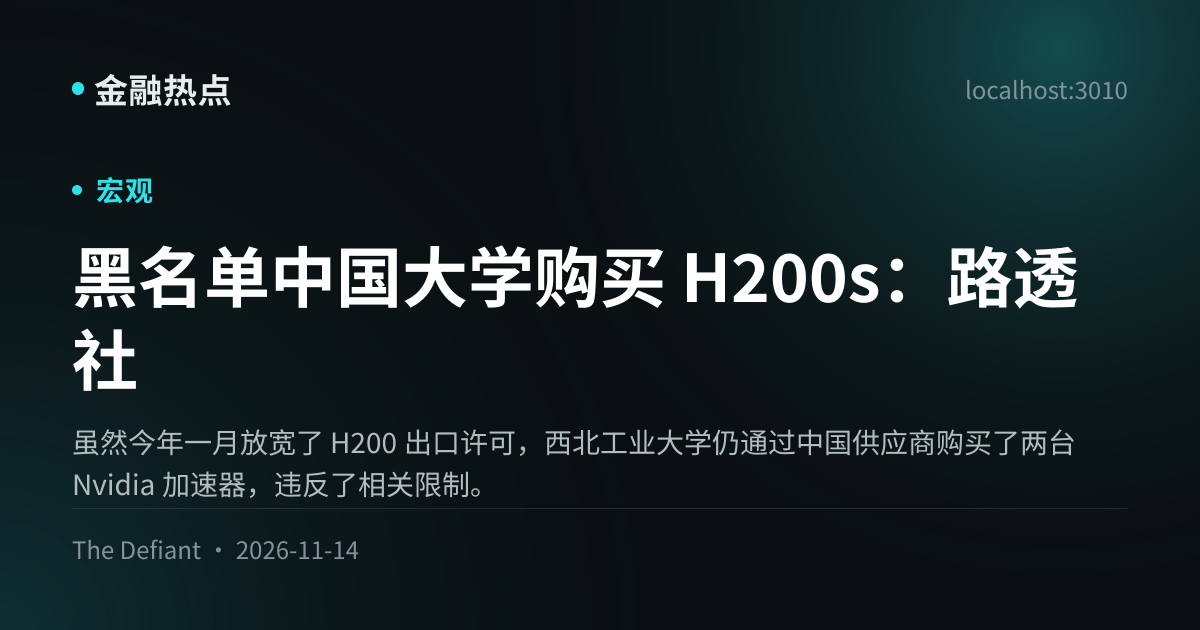 金融热点
localhost:3010
宏观
黑名单中国大学购买 H200s：路透
社
虽然今年一月放宽了 H200 出口许可，西北工业大学仍通过中国供应商购买了两台
Nvidia 加速器，违反了相关限制。
The Defiant · 2026-11-14